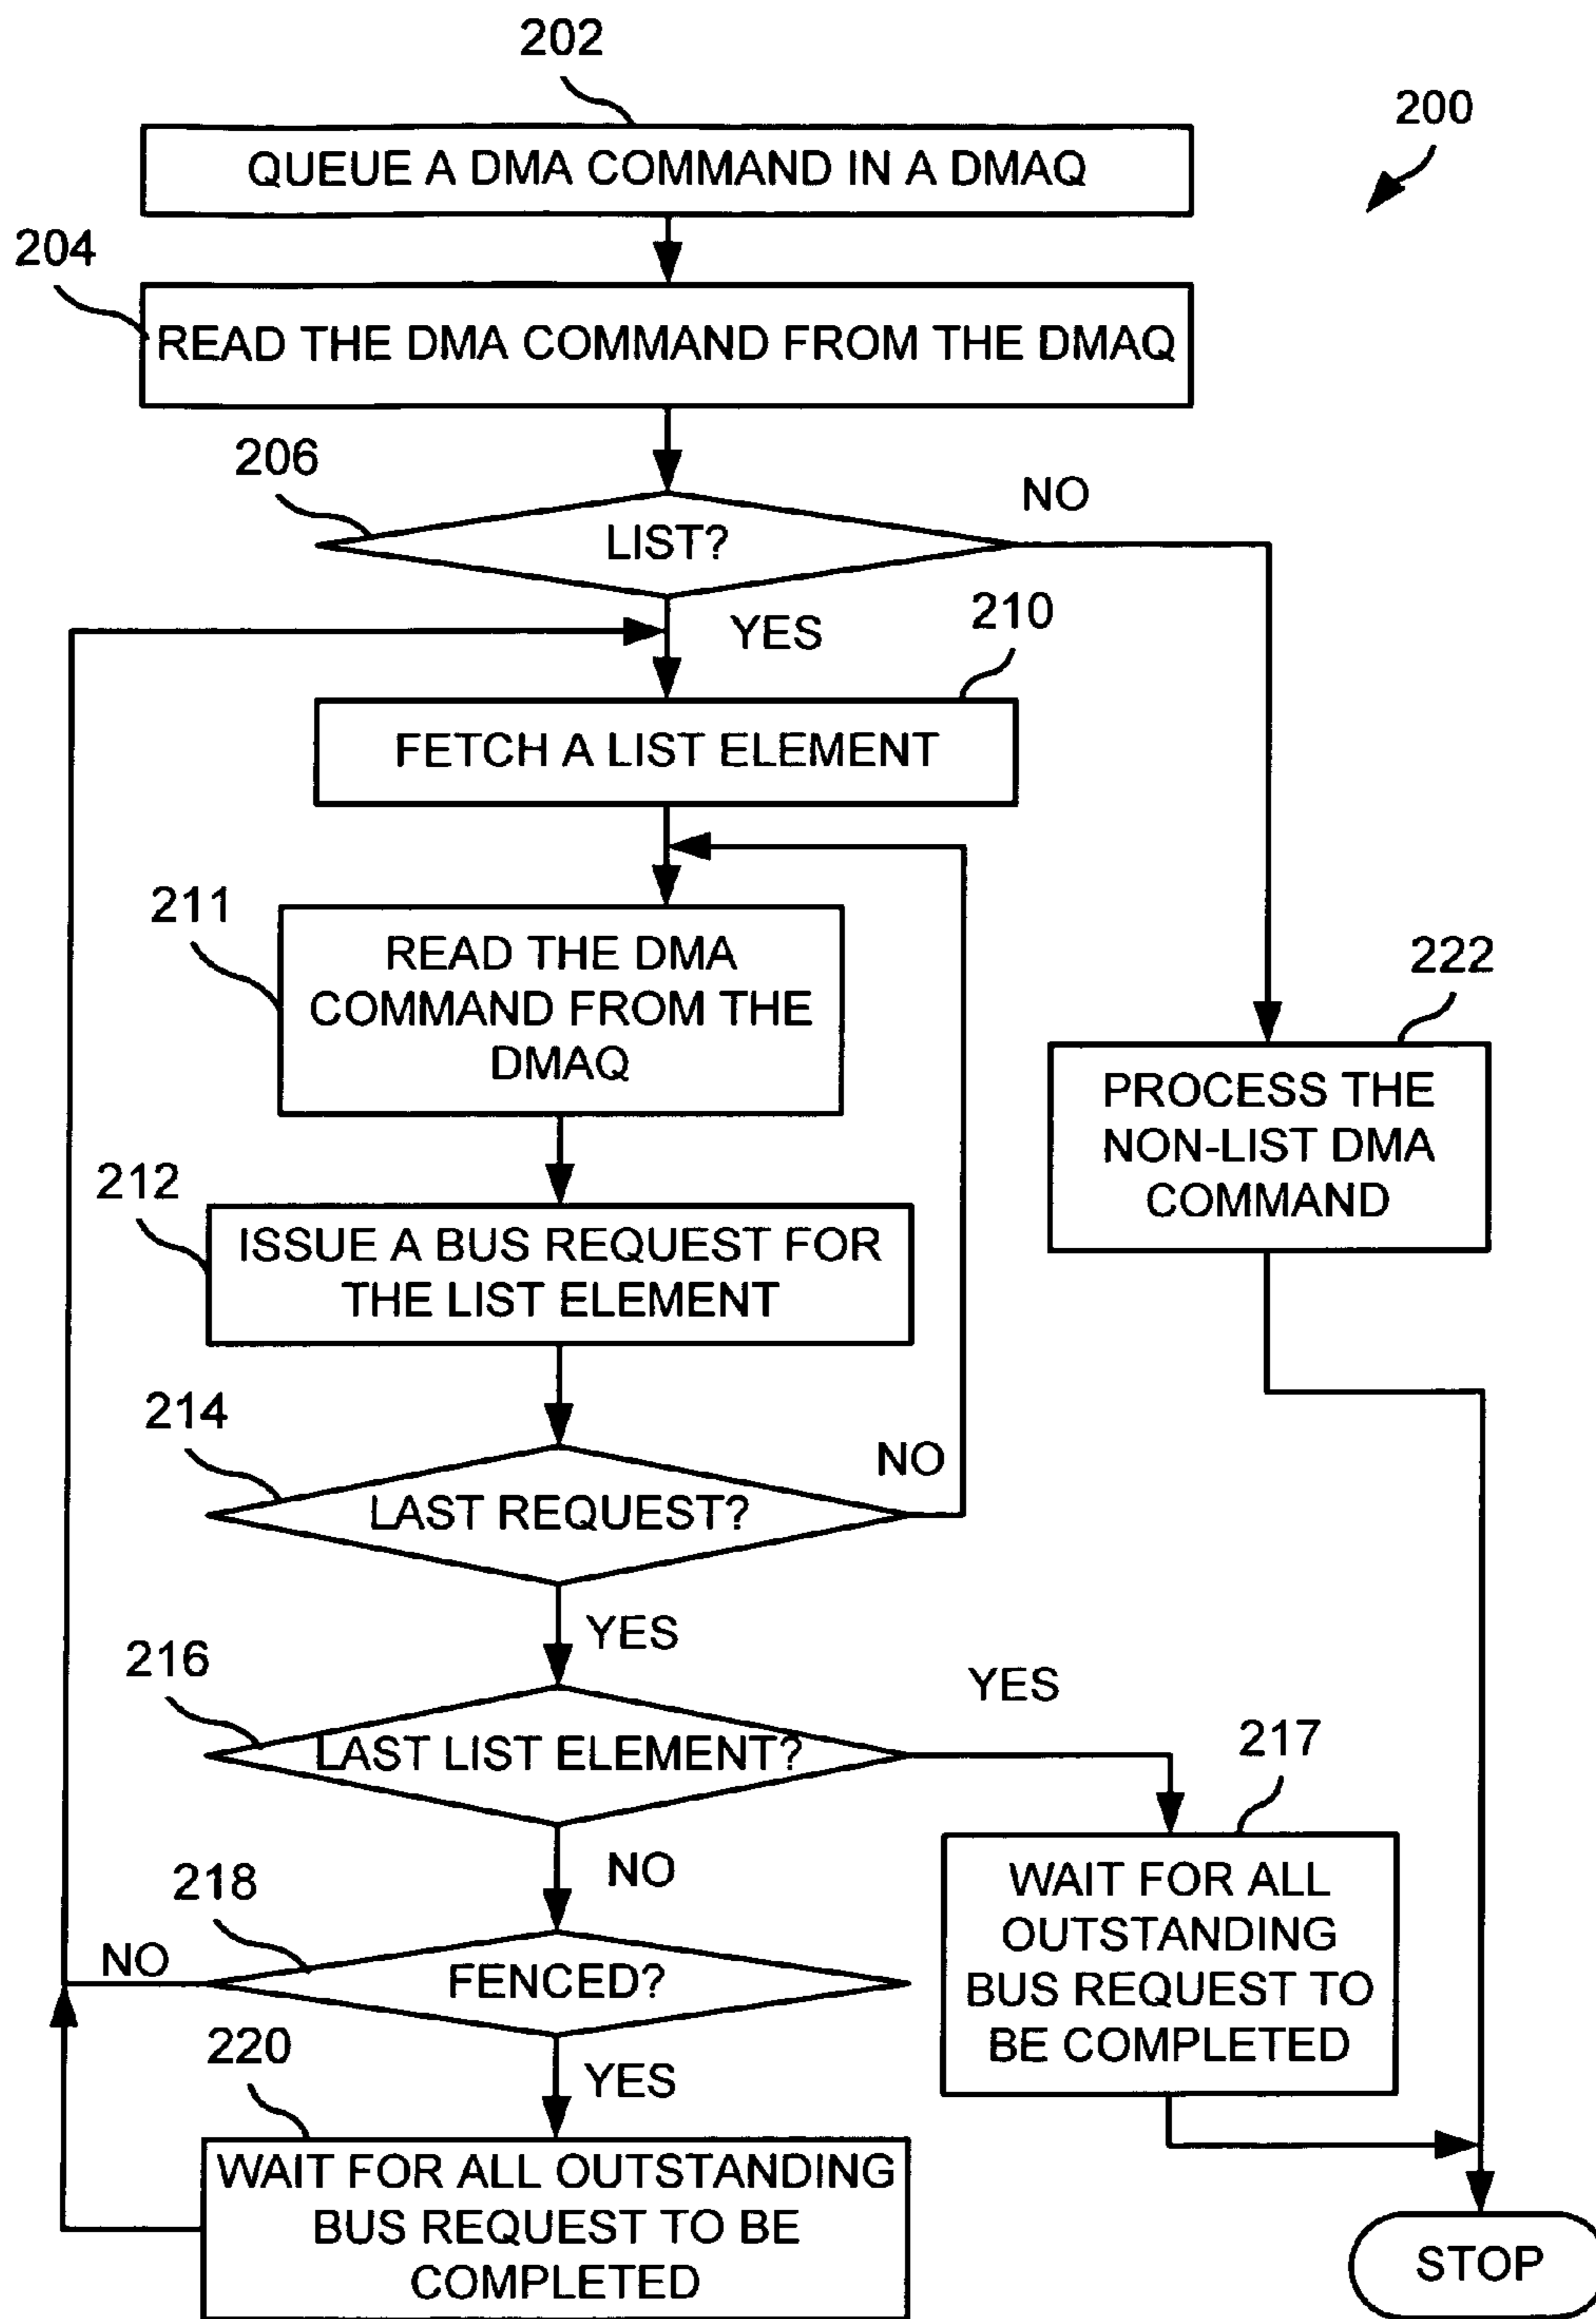 202
200
QUEUE A DMA COMMAND IN A DMAQ
204
READ THE DMA COMMAND FROM THE DMAQ
206
NO
LIST?
YES
210
FETCH A LIST ELEMENT
211
READ THE DMA
COMMAND FROM THE
DMAQ
222
PROCESS THE
NON-LIST DMA
COMMAND
212
ISSUE A BUS REQUEST FOR
THE LIST ELEMENT
214
NO
LAST REQUEST?
YES
216
YES
LAST LIST ELEMENT?
217
NO
WAIT FOR ALL
OUTSTANDING
BUS REQUEST TO
BE COMPLETED
218
NO
FENCED?
220
YES
WAIT FOR ALL OUTSTANDING
BUS REQUEST TO BE
COMPLETED
STOP